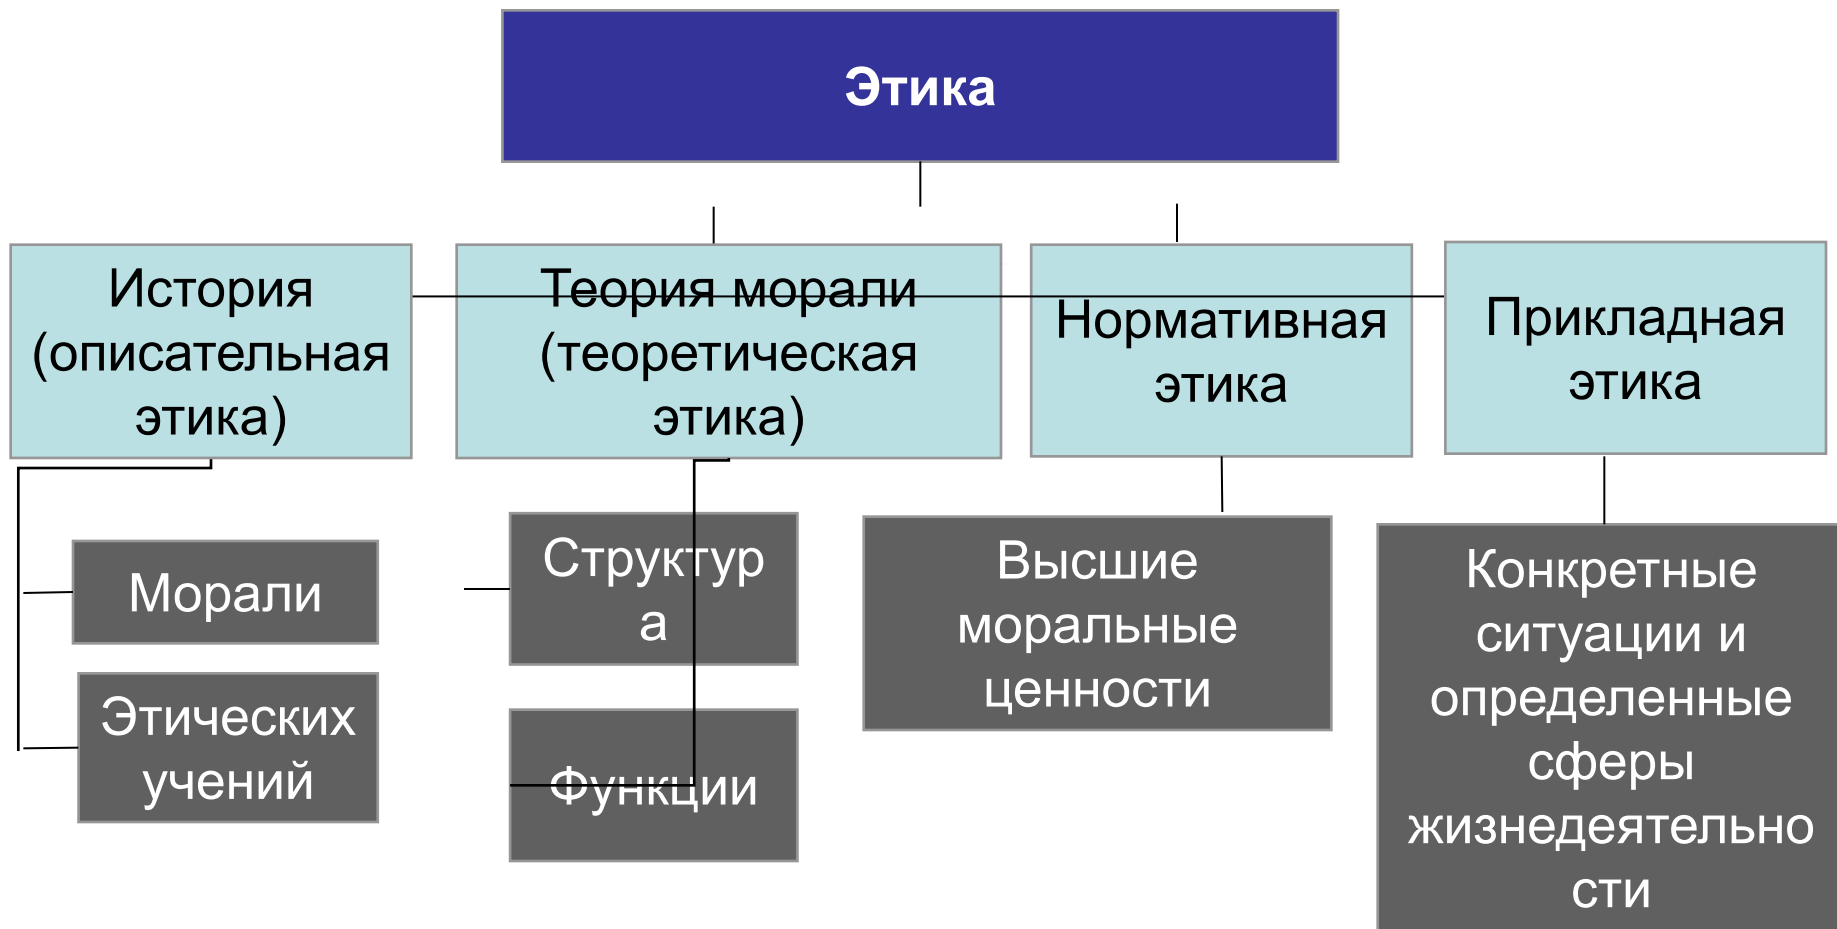 Этика
История
(описательная
этика)
Теория морали
(теоретическая
этика)
Нормативная
этика
Прикладная
этика
Морали
Этических
учений
Структур
а
Функции
Высшие
моральные
ценности
Конкретные
ситуации и
определенные
сферы
жизнедеятельно
сти